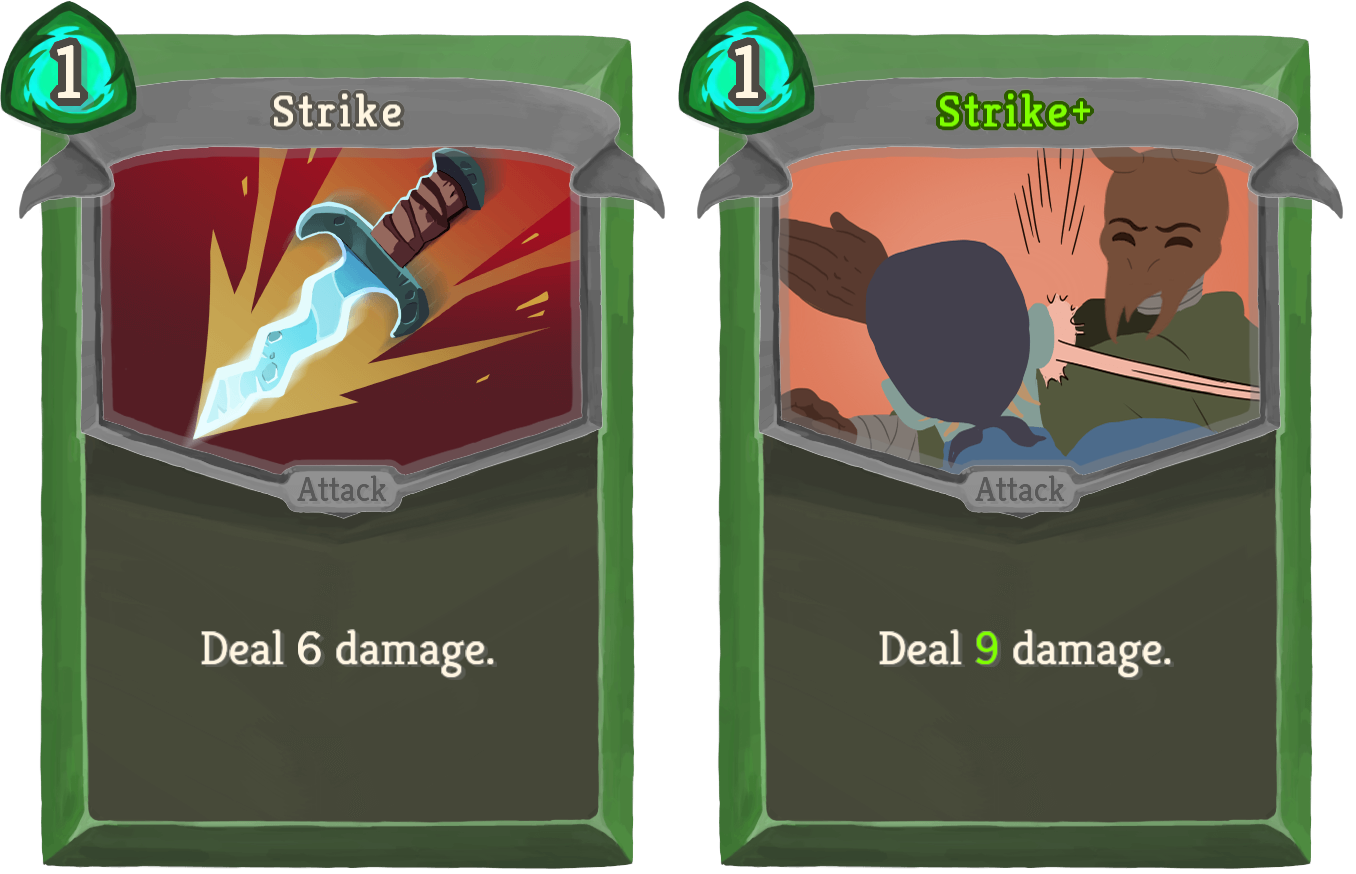 1
Strike
Attack
Deal 6 damage.
1
Strike+
Attack
Deal 9 damage.